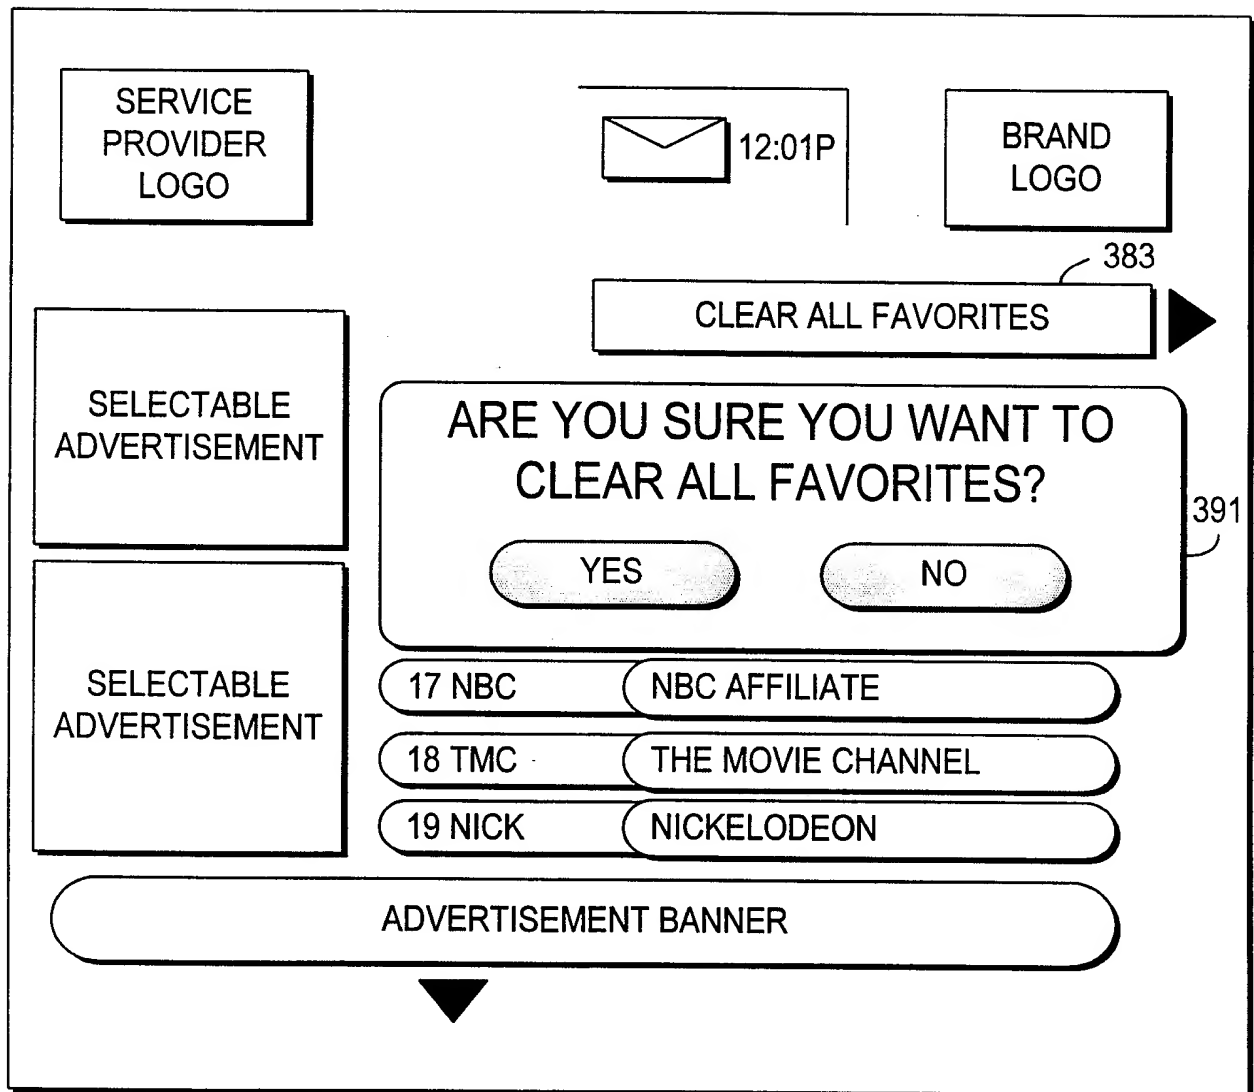 SERVICE
PROVIDER
LOGO
12:01P
BRAND
LOGO
383
CLEAR ALL FAVORITES
SELECTABLE
ADVERTISEMENT
ARE YOU SURE YOU WANT TO
CLEAR ALL FAVORITES?
391
YES
NO
SELECTABLE
ADVERTISEMENT
17 NBC
NBC AFFILIATE
18 TMC
THE MOVIE CHANNEL
19 NICK
NICKELODEON
ADVERTISEMENT BANNER